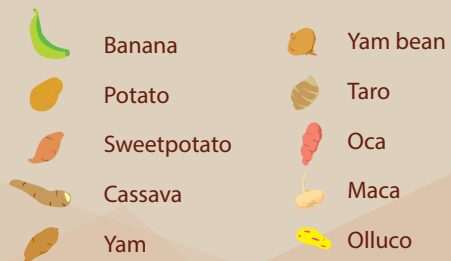 Banana
Potato
Sweetpotato
Cassava
Yam
Yam bean
Taro
Oca
Maca
Olluco